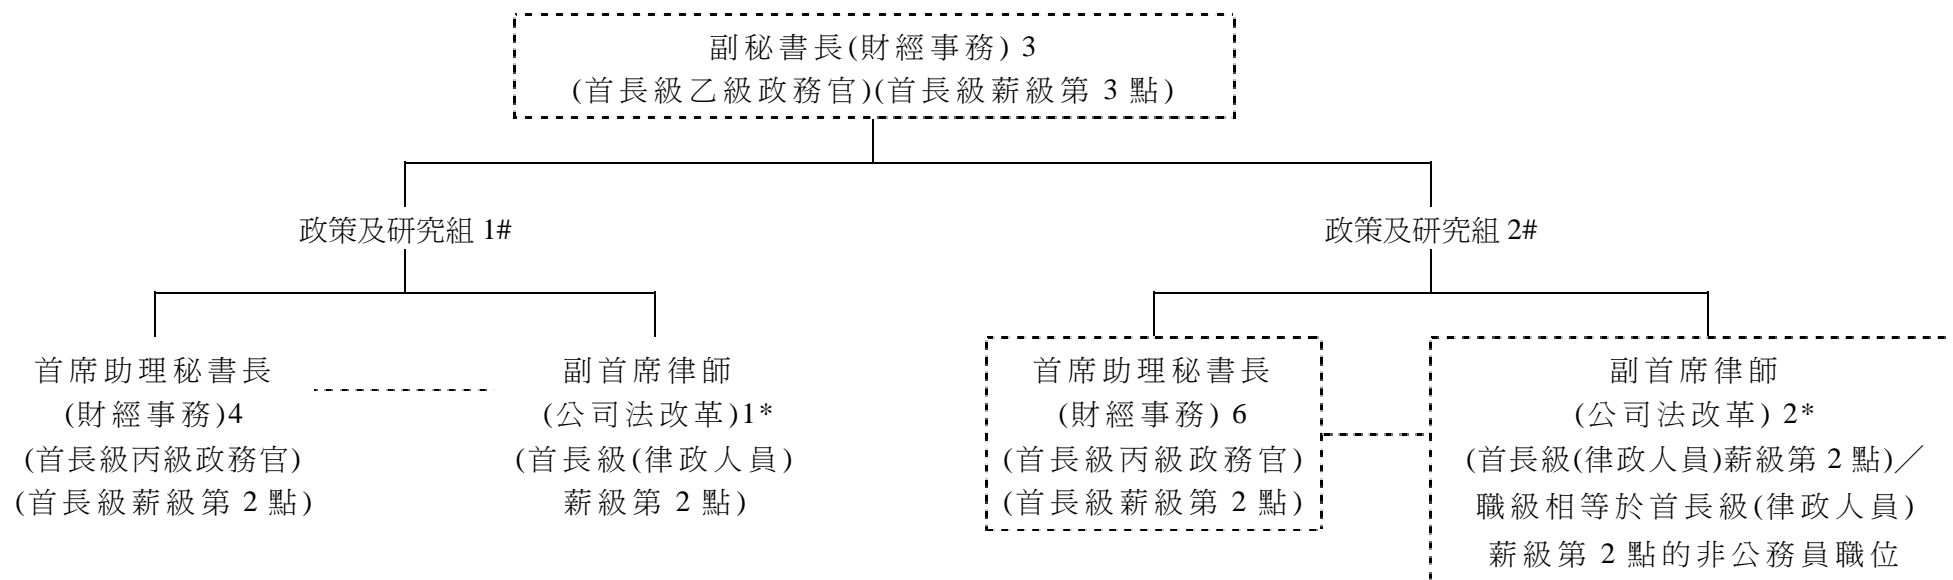 副秘書長(財經事務) 3
(首長級乙級政務官)(首長級薪級第 3 點)
政策及研究組 1#
政策及研究組 2#
首席助理秘書長
(財經事務)4
(首長級丙級政務官)
(首長級薪級第 2 點)
副首席律師
(公司法改革)1*
(首長級(律政人員)
薪級第 2 點)
首席助理秘書長
(財經事務) 6
(首長級丙級政務官)
(首長級薪級第 2 點)
副首席律師
(公司法改革) 2*
(首長級(律政人員)薪級第 2 點)／
職級相等於首長級(律政人員)
薪級第 2 點的非公務員職位